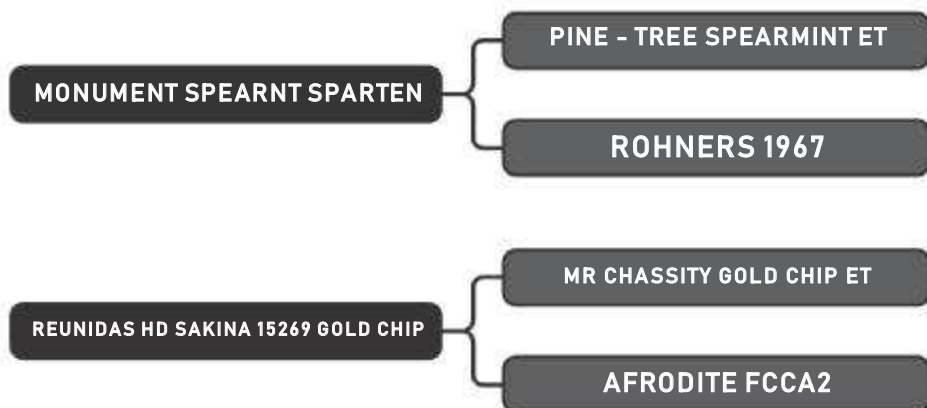 PINE - TREE SPEARMINT ET
MONUMENT SPEARNT SPARTEN
ROHNERS 1967
MR CHASSITY GOLD CHIP ET
REUNIDAS HD SAKINA 15269 GOLD CHIP
AFRODITE FCCA2